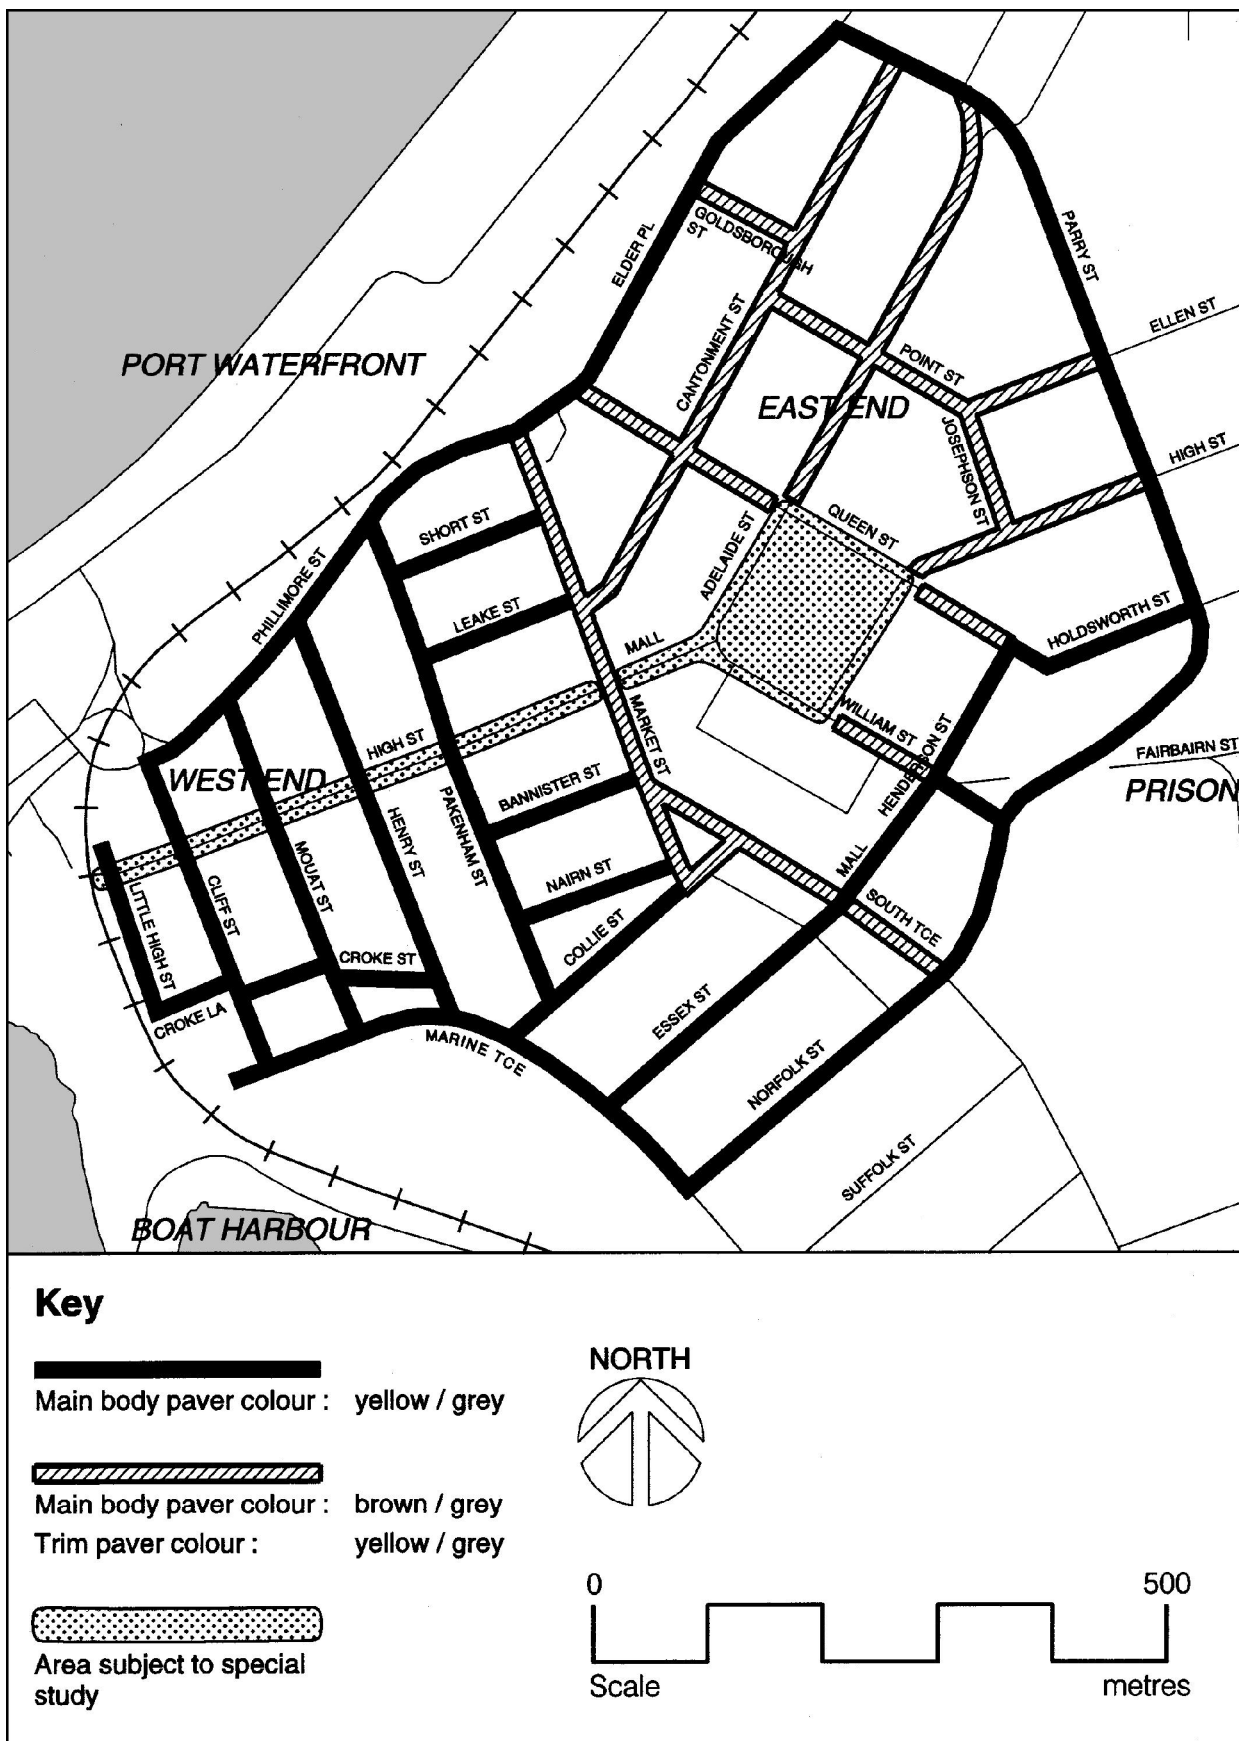 PARRY ST
GOLDSBOROUGH
ST
ELDER PL
CANTONMENT ST
ELLEN ST
PORT WATERFRONT
POINT ST
EAST END
JOSEPHSON ST
HIGH ST
SHORT ST
QUEEN ST
ADELAIDE ST
PHILLIMORE ST
LEAKE ST
MALL
HOLDSWORTH ST
MARKET ST
WILLIAM ST
HENDERSON ST
MALL
HIGH ST
FAIRBAIRN ST
PRISON
WEST END
BANNISTER ST
PAKENHAM ST
HENRY ST
MOUAT ST
NAIRN ST
CLIFF ST
LITTLE HIGH ST
COLLIE ST
SOUTH TCE
CROKE ST
CROKE LA
ESSEX ST
MARINE TCE
NORFOLK ST
SUFFOLK ST
BOAT HARBOUR
Key
Main body paver colour : yellow / grey
Main body paver colour : brown / grey
Trim paver colour : yellow / grey
Area subject to special
study
NORTH
0 500
Scale metres